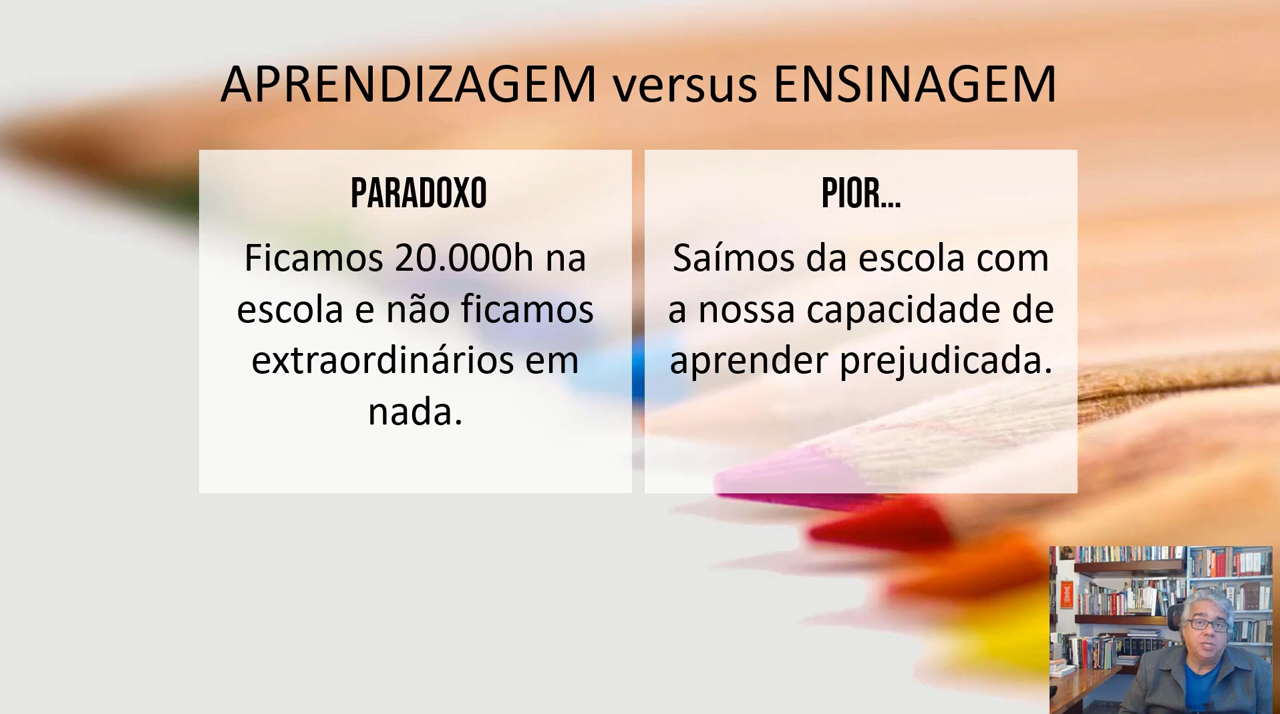 APRENDIZAGEM versus ENSINAGEM
PARADOXO
Ficamos 20.000h na
escola e não ficamos
extraordinários em
nada.
PIOR...
Saímos da escola com
a nossa capacidade de
aprender prejudicada.